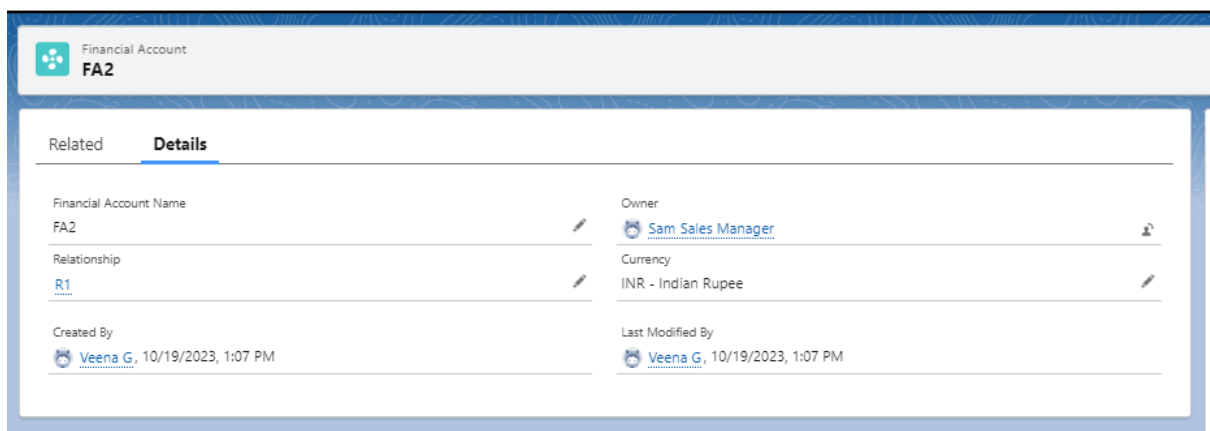 Financial Account
FA2
Related Details
Financial Account Name
FA2
Owner
Sam Sales Manager
Relationship
R1
Currency
INR - Indian Rupee
Created By
Veena G, 10/19/2023, 1:07 PM
Last Modified By
Veena G, 10/19/2023, 1:07 PM